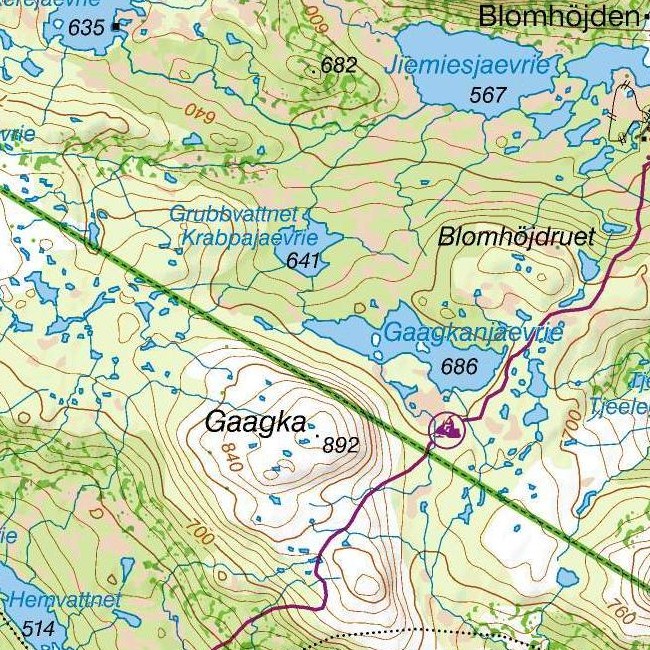 Blomhöjden
635
600
682
Jiemiesjaevrie
567
640
Grubbvattnet
Krabpajaevrie
641
Blomhöjdruet
Gaagkanjaevrie
686
Gaagka
892
840
700
Hemvattnet
514
760